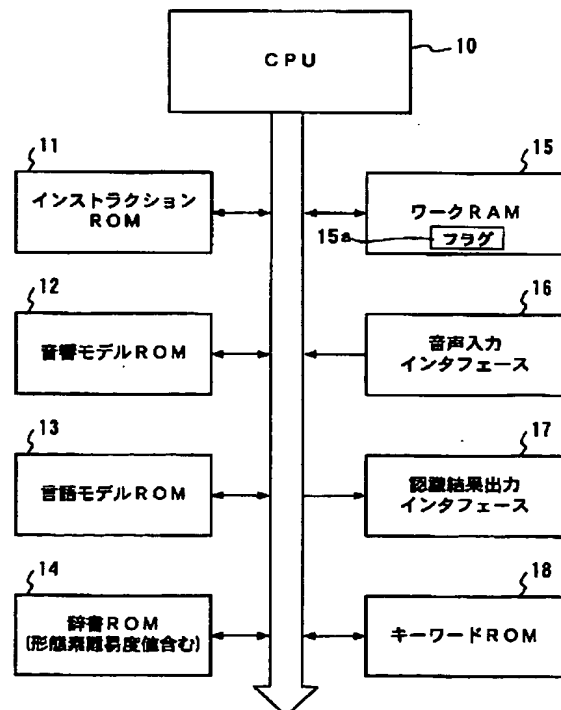 10
CPU
11
インストラクション
ROM
15
ワークRAM
15a
フラグ
12
音響モデルROM
16
音声入力
インタフェース
13
言語モデルROM
17
認識結果出力
インタフェース
14
辞書ROM
(形態素難易度値含む)
18
キーワードROM